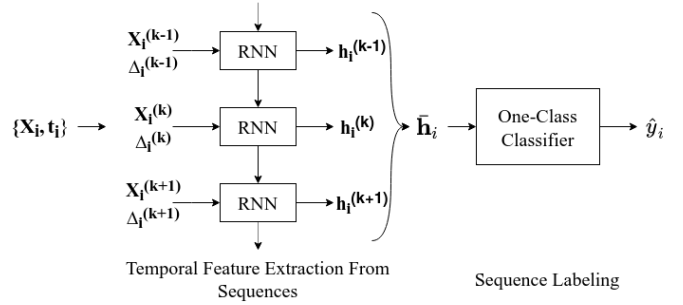 X_i^(k-1)
Δ_i^(k-1)
RNN
h_i^(k-1)
{X_i, t_i}
X_i^(k)
Δ_i^(k)
RNN
h_i^(k)
h̄_i
One-Class
Classifier
ŷ_i
X_i^(k+1)
Δ_i^(k+1)
RNN
h_i^(k+1)
Temporal Feature Extraction From
Sequences
Sequence Labeling